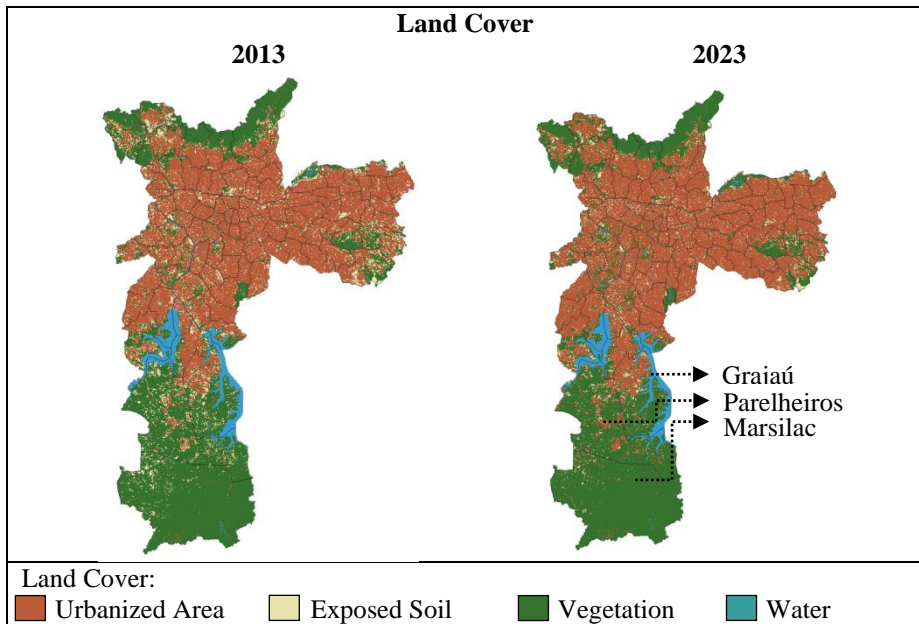 Land Cover
2013 2023
Grajaú
Parelheiros
Marsilac
Land Cover:
Urbanized Area Exposed Soil Vegetation Water